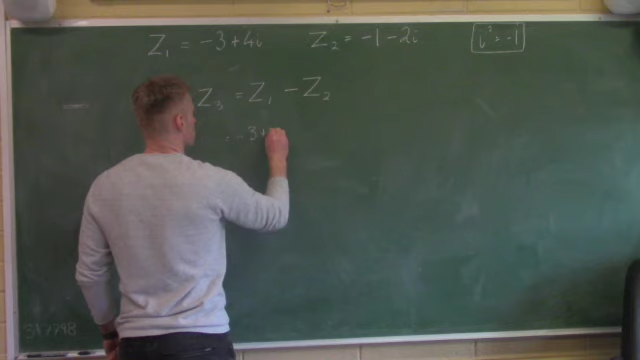 Z₁ = -3+4i Z₂ = -1-2i i² = -1
Z₃ = Z₁ - Z₂
= -3+